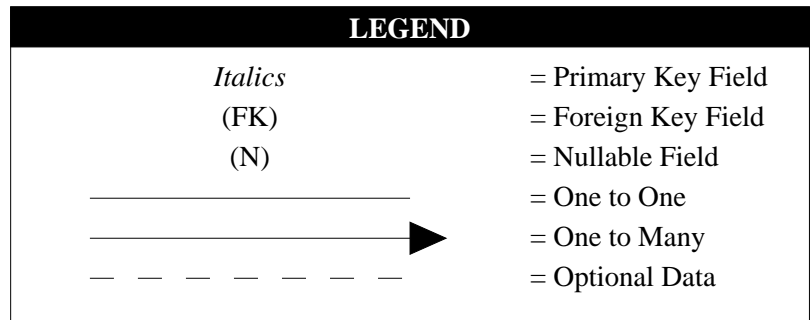 LEGEND
Italics = Primary Key Field
(FK) = Foreign Key Field
(N) = Nullable Field
= One to One
= One to Many
= Optional Data